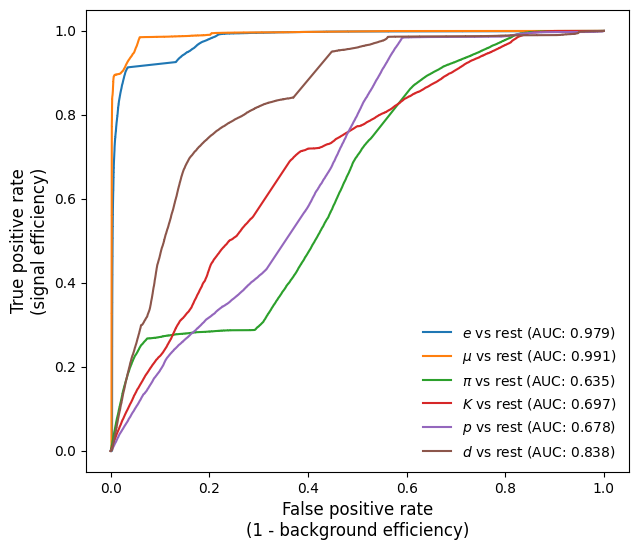 True positive rate
(signal efficiency)
1.0
0.8
0.6
0.4
0.2
0.0
e vs rest (AUC: 0.979)
μ vs rest (AUC: 0.991)
π vs rest (AUC: 0.635)
K vs rest (AUC: 0.697)
p vs rest (AUC: 0.678)
d vs rest (AUC: 0.838)
0.0 0.2 0.4 0.6 0.8 1.0
False positive rate
(1 - background efficiency)